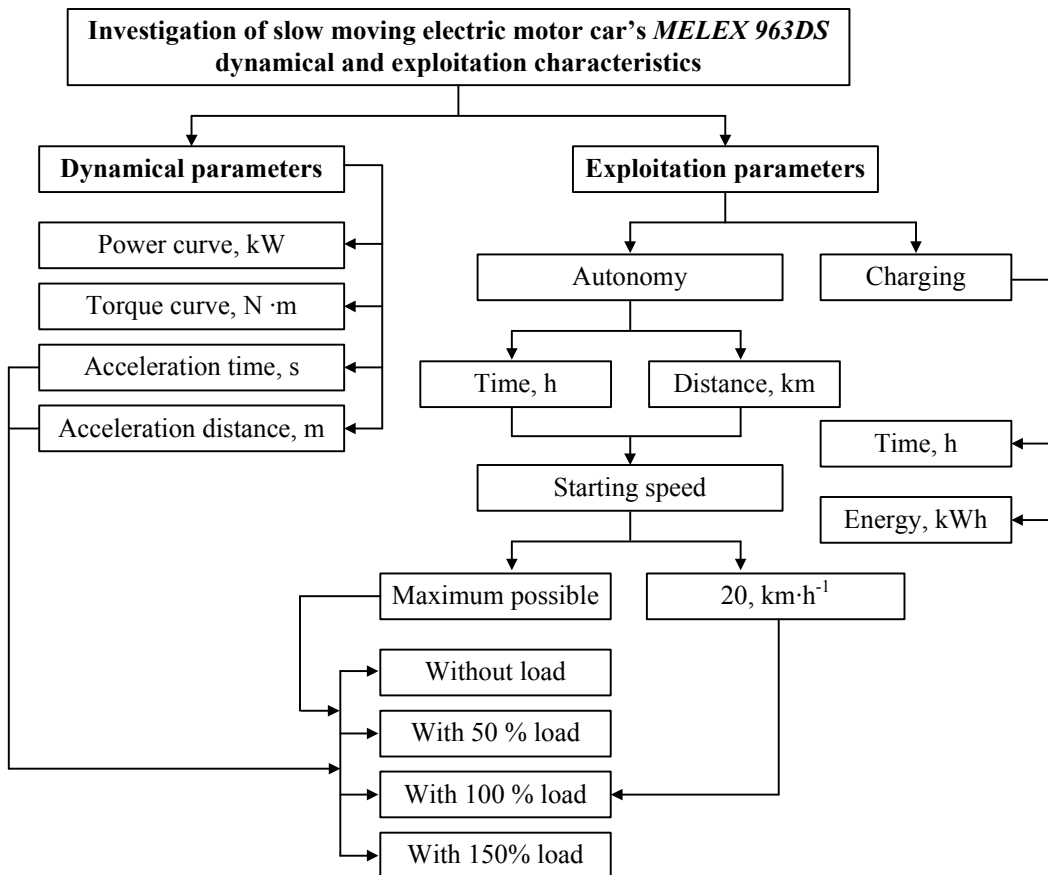 Investigation of slow moving electric motor car’s MELEX 963DS
dynamical and exploitation characteristics
Dynamical parameters
Power curve, kW
Torque curve, N ·m
Acceleration time, s
Acceleration distance, m
Exploitation parameters
Autonomy
Charging
Time, h
Distance, km
Time, h
Energy, kWh
Starting speed
Maximum possible
20, km·h⁻¹
Without load
With 50 % load
With 100 % load
With 150% load